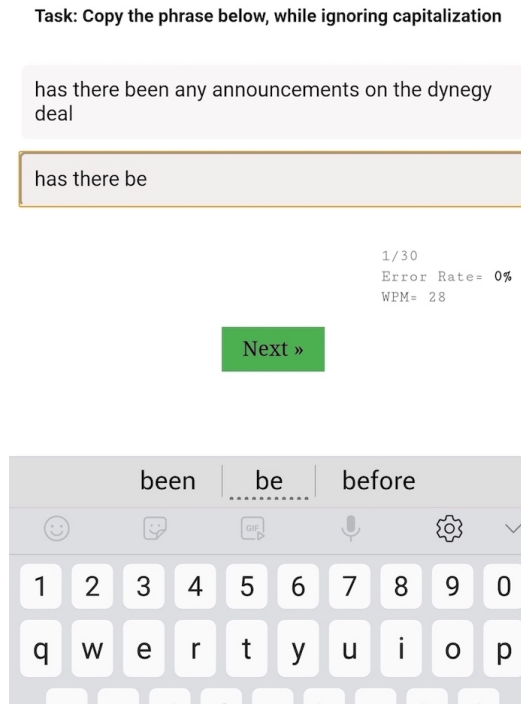 Task: Copy the phrase below, while ignoring capitalization
has there been any announcements on the dynegy
deal
has there be
1/30
Error Rate= 0%
WPM= 28
Next »
been be before
GIF
1 2 3 4 5 6 7 8 9 0
q w e r t y u i o p